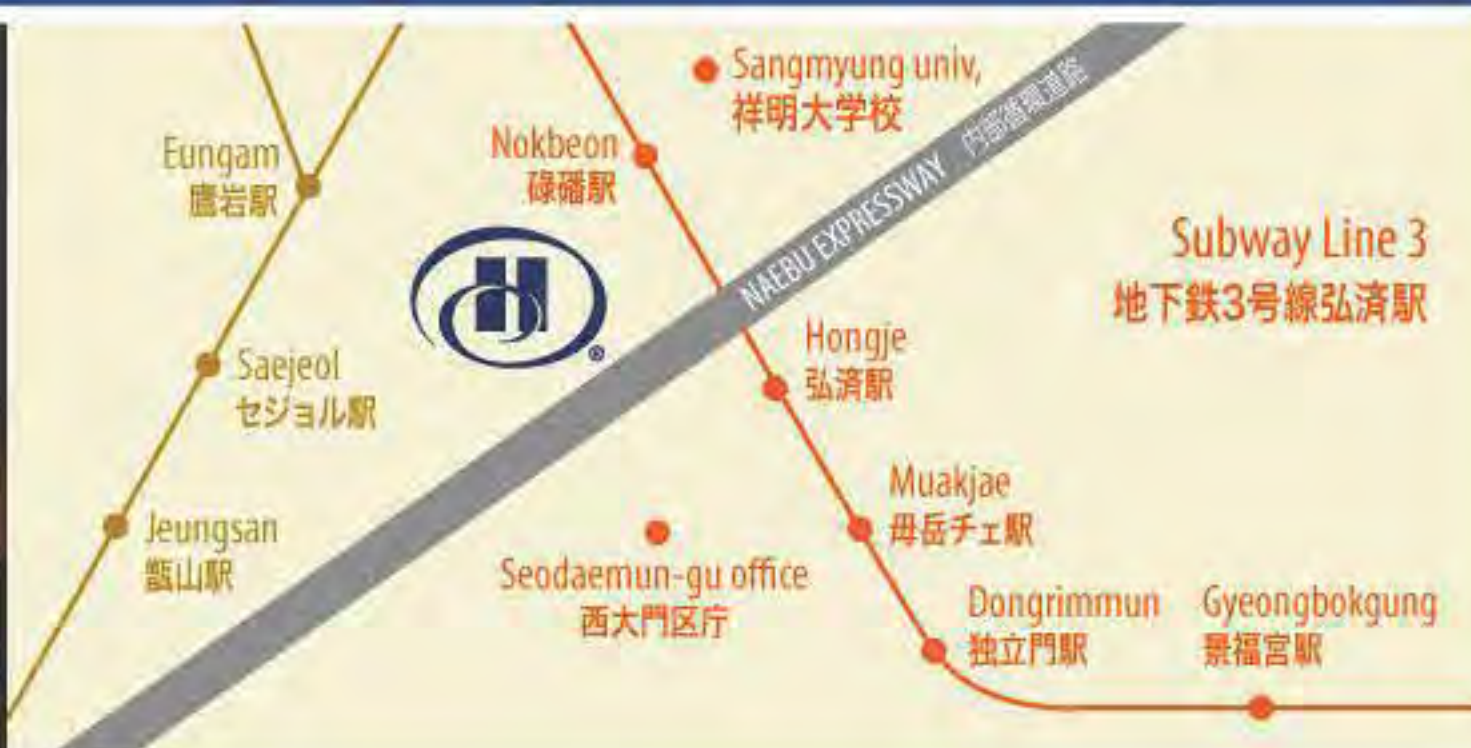 Sangmyung univ,
祥明大学校
Eungam
鷹岩駅
Nokbeon
碌磻駅
NAEBU EXPRESSWAY 内部循環道路
Subway Line 3
地下鉄3号線弘済駅
Hongje
弘済駅
Saejeol
セジョル駅
Muakjae
母岳チェ駅
Jeungsan
甑山駅
Seodaemun-gu office
西大門区庁
Dongrimmun
独立門駅
Gyeongbokgung
景福宮駅
H
®